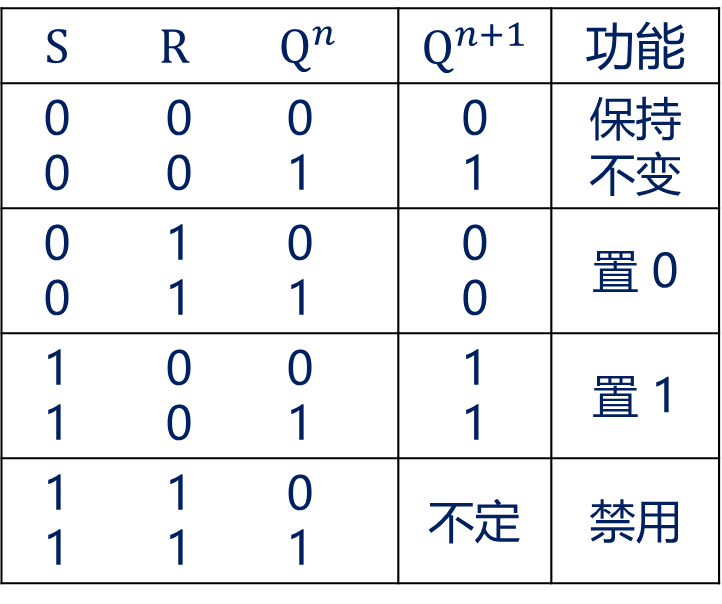 S R Qⁿ Qⁿ⁺¹ 功能
0 0 0 0 保持
0 0 1 1 不变
0 1 0 0
置 0
0 1 1 0
1 0 0 1
置 1
1 0 1 1
1 1 0
不定 禁用
1 1 1